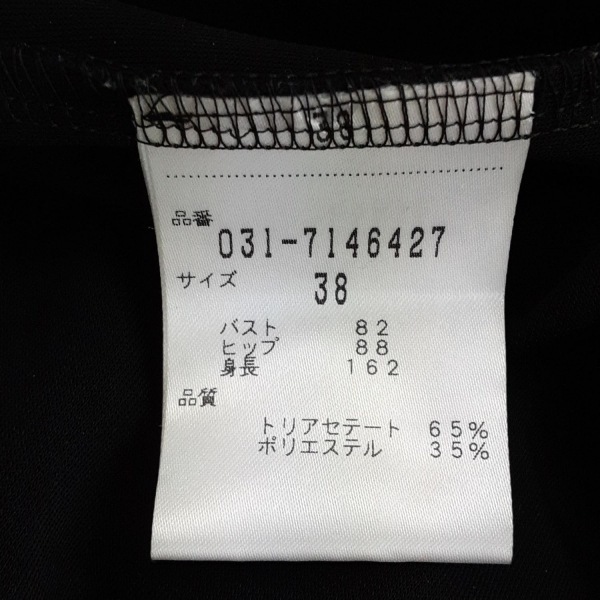 38
品番
031-7146427
サイズ
38
バスト 82
ヒップ 88
身長 162
品質
トリアセテート 65%
ポリエステル 35%